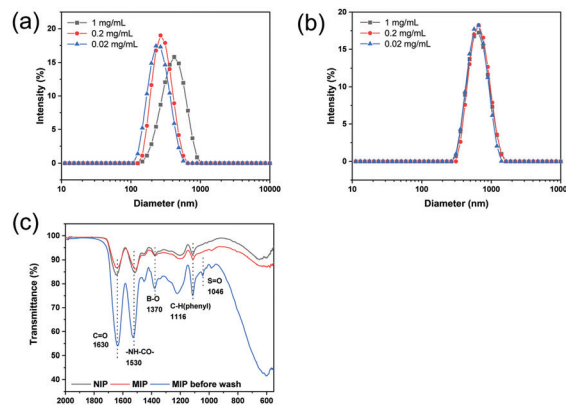 (a)
1 mg/mL
0.2 mg/mL
0.02 mg/mL
Intensity (%)
20
15
10
5
0
10
100
1000
10000
Diameter (nm)
(b)
1 mg/mL
0.2 mg/mL
0.02 mg/mL
Intensity (%)
20
15
10
5
0
10
100
1000
10000
Diameter (nm)
(c)
Transmittance (%)
100
90
80
70
60
50
40
C=O
1630
-NH-CO-
1530
B-O
1370
C-H(phenyl)
1116
S=O
1046
NIP
MIP
MIP before wash
2000
1800
1600
1400
1200
1000
800
600